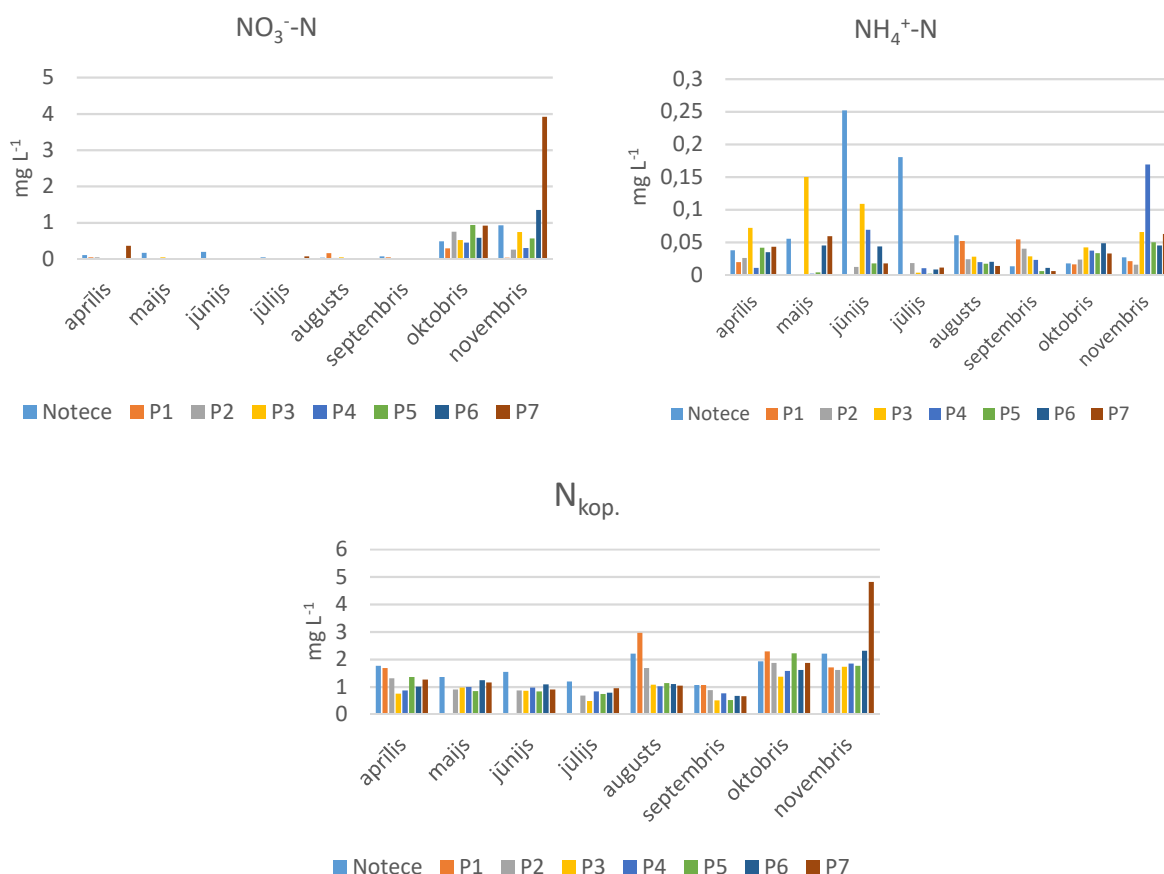 NO₃⁻-N
5
4
3
2
1
0
mg L⁻¹
aprīlis maijs jūnijs jūlijs augusts septembris oktobris novembris
Notece P1 P2 P3 P4 P5 P6 P7
NH₄⁺-N
0,3
0,25
0,2
0,15
0,1
0,05
0
mg L⁻¹
aprīlis maijs jūnijs jūlijs augusts septembris oktobris novembris
Notece P1 P2 P3 P4 P5 P6 P7
Nkop.
6
5
4
3
2
1
0
mg L⁻¹
aprīlis maijs jūnijs jūlijs augusts septembris oktobris novembris
Notece P1 P2 P3 P4 P5 P6 P7